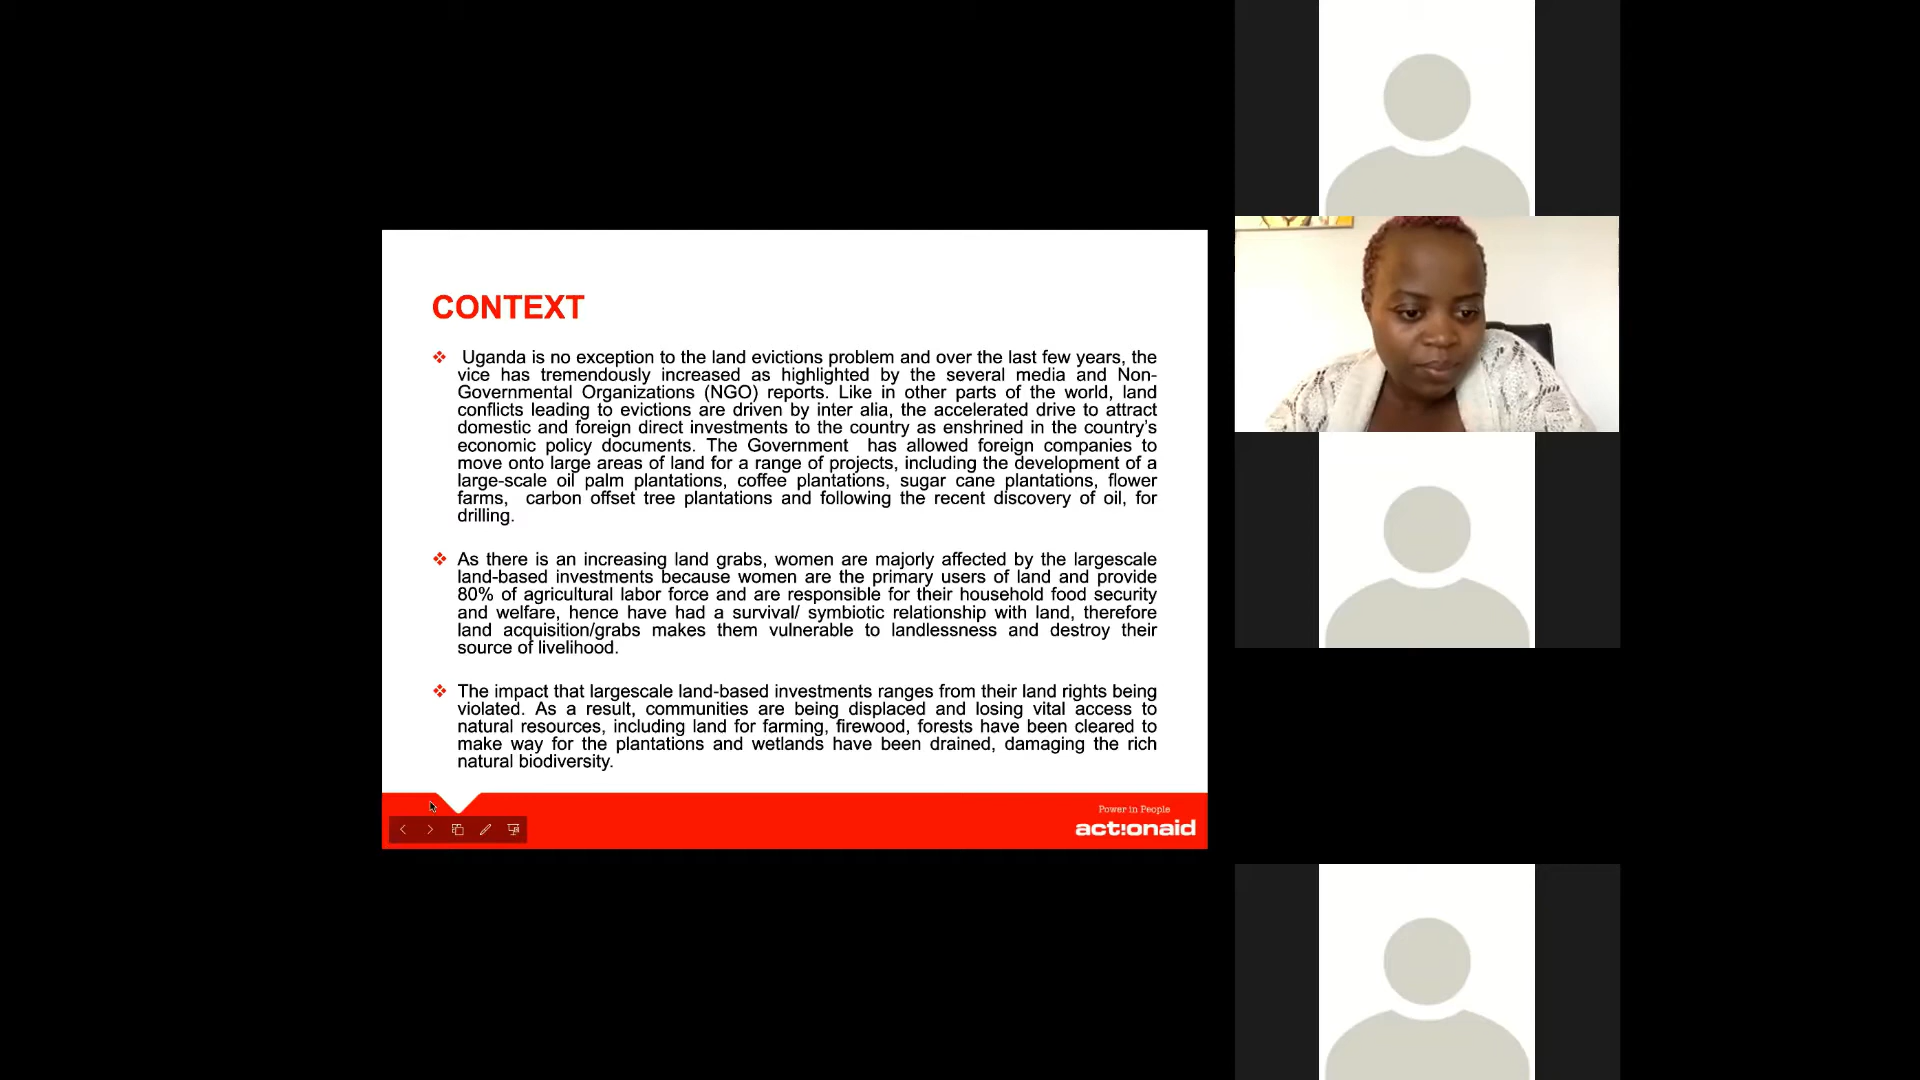 CONTEXT
❖ Uganda is no exception to the land evictions problem and over the last few years, the
vice has tremendously increased as highlighted by the several media and Non-
Governmental Organizations (NGO) reports. Like in other parts of the world, land
conflicts leading to evictions are driven by inter alia, the accelerated drive to attract
domestic and foreign direct investments to the country as enshrined in the country's
economic policy documents. The Government has allowed foreign companies to
move onto large areas of land for a range of projects, including the development of a
large-scale oil palm plantations, coffee plantations, sugar cane plantations, flower
farms, carbon offset tree plantations and following the recent discovery of oil, for
drilling.
❖ As there is an increasing land grabs, women are majorly affected by the largescale
land-based investments because women are the primary users of land and provide
80% of agricultural labor force and are responsible for their household food security
and welfare, hence have had a survival/ symbiotic relationship with land, therefore
land acquisition/grabs makes them vulnerable to landlessness and destroy their
source of livelihood.
❖ The impact that largescale land-based investments ranges from their land rights being
violated. As a result, communities are being displaced and losing vital access to
natural resources, including land for farming, firewood, forests have been cleared to
make way for the plantations and wetlands have been drained, damaging the rich
natural biodiversity.
Power in People
act!onaid